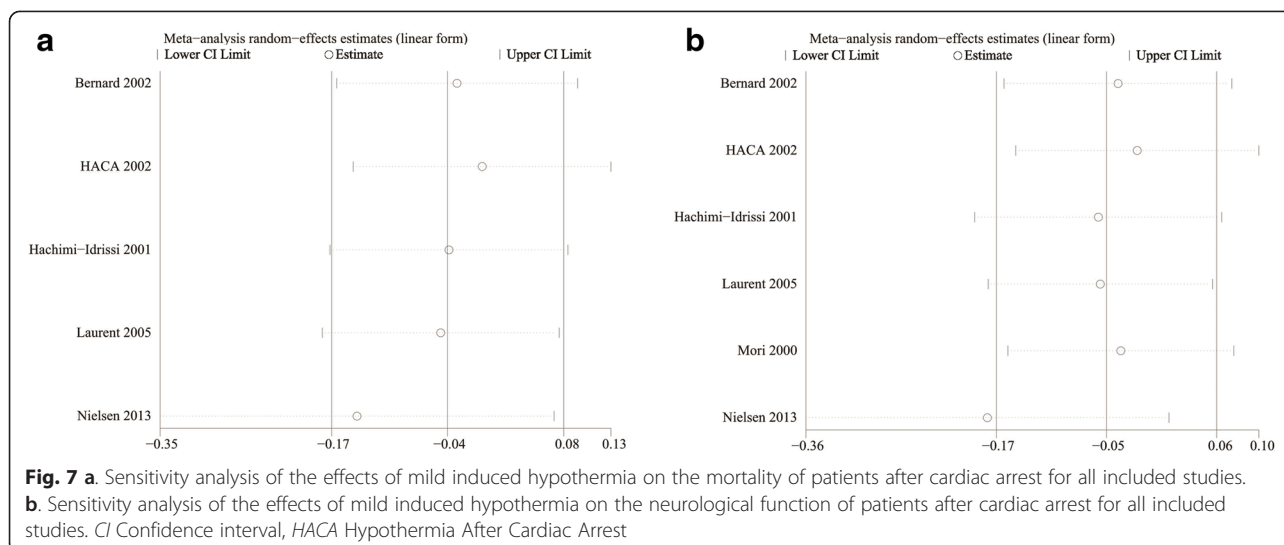 a
Meta−analysis random−effects estimates (linear form)
| Lower CI Limit ○ Estimate | Upper CI Limit
Bernard 2002
HACA 2002
Hachimi−Idrissi 2001
Laurent 2005
Nielsen 2013
−0.35 −0.17 −0.04 0.08 0.13
b
Meta−analysis random−effects estimates (linear form)
| Lower CI Limit ○ Estimate | Upper CI Limit
Bernard 2002
HACA 2002
Hachimi−Idrissi 2001
Laurent 2005
Mori 2000
Nielsen 2013
−0.36 −0.17 −0.05 0.06 0.10
Fig. 7 a. Sensitivity analysis of the effects of mild induced hypothermia on the mortality of patients after cardiac arrest for all included studies.
b. Sensitivity analysis of the effects of mild induced hypothermia on the neurological function of patients after cardiac arrest for all included
studies. CI Confidence interval, HACA Hypothermia After Cardiac Arrest